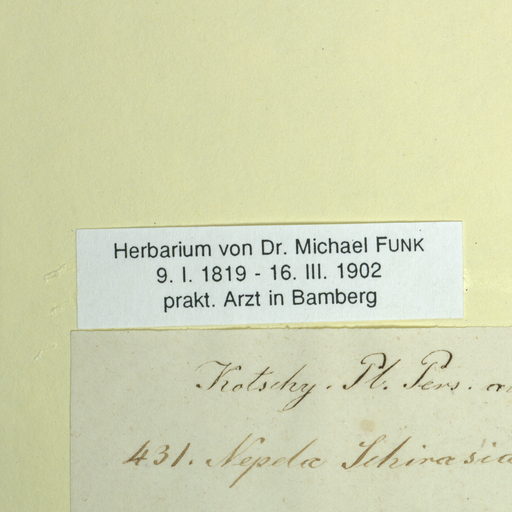 Herbarium von Dr. Michael FUNK
9. I. 1819 - 16. III. 1902
prakt. Arzt in Bamberg
Kotschy. Pl. Pers.
431. Nepeta